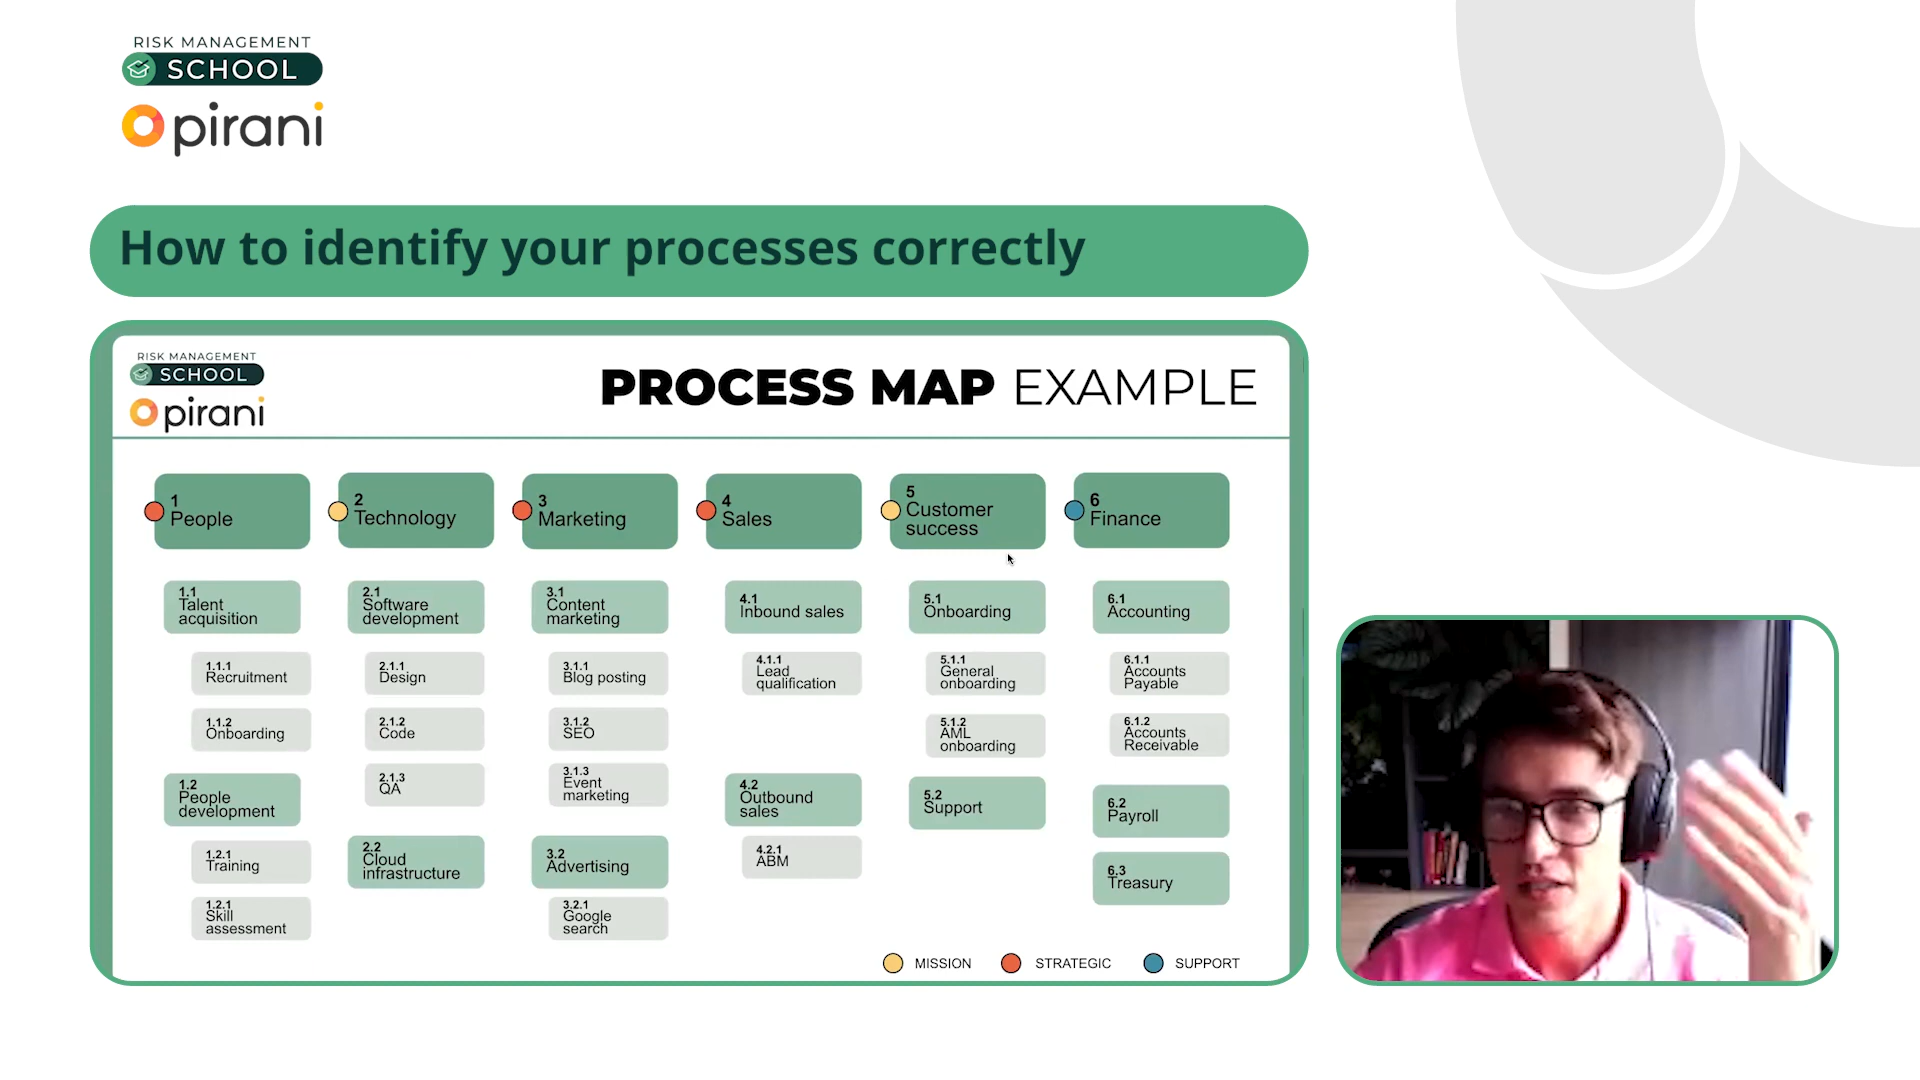 RISK MANAGEMENT
SCHOOL
pirani
How to identify your processes correctly
RISK MANAGEMENT
SCHOOL
pirani
PROCESS MAP EXAMPLE
1
People
2
Technology
3
Marketing
4
Sales
5
Customer
success
6
Finance
1.1
Talent
acquisition
1.1.1
Recruitment
1.1.2
Onboarding
1.2
People
development
1.2.1
Training
1.2.1
Skill
assessment
2.1
Software
development
2.1.1
Design
2.1.2
Code
2.1.3
QA
2.2
Cloud
infrastructure
3.1
Content
marketing
3.1.1
Blog posting
3.1.2
SEO
3.1.3
Event
marketing
3.2
Advertising
3.2.1
Google
search
4.1
Inbound sales
4.1.1
Lead
qualification
4.2
Outbound
sales
4.2.1
ABM
5.1
Onboarding
5.1.1
General
onboarding
5.1.2
AML
onboarding
5.2
Support
6.1
Accounting
6.1.1
Accounts
Payable
6.1.2
Accounts
Receivable
6.2
Payroll
6.3
Treasury
MISSION
STRATEGIC
SUPPORT